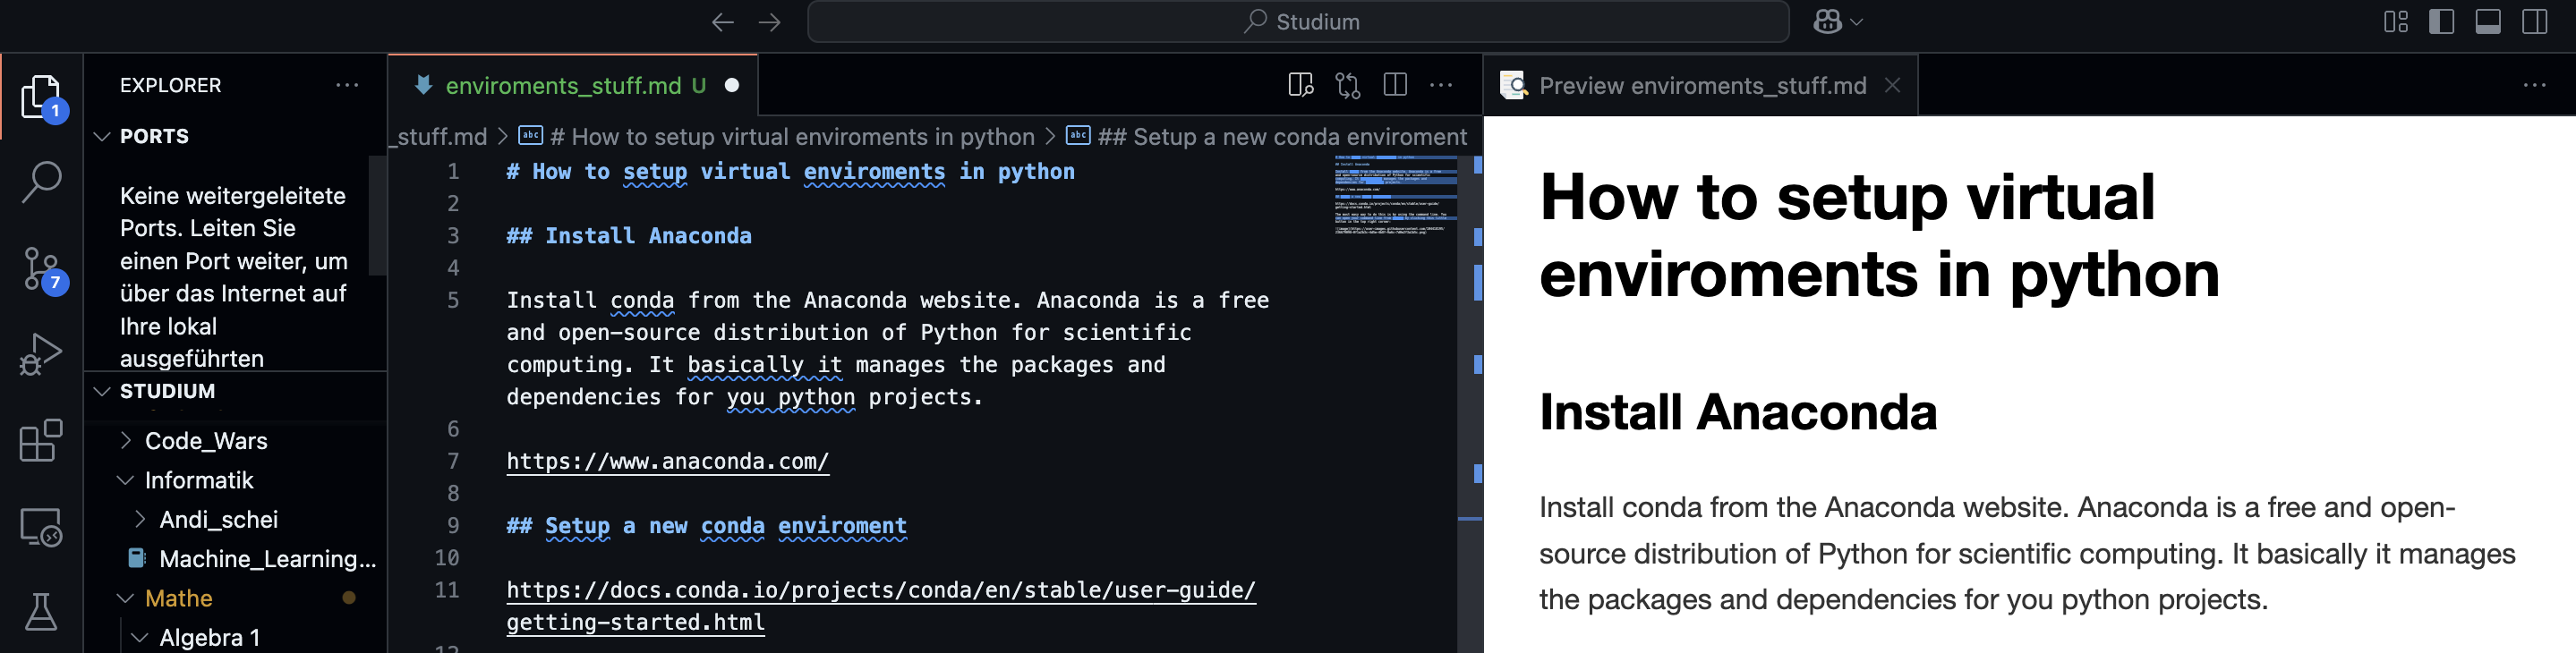 Studium
EXPLORER
1
PORTS
Keine weitergeleitete
Ports. Leiten Sie
einen Port weiter, um
über das Internet auf
Ihre lokal
ausgeführten
7
STUDIUM
Code_Wars
Informatik
Andi_schei
Machine_Learning...
Mathe
Algebra 1
enviroments_stuff.md U
_stuff.md > abc # How to setup virtual enviroments in python > abc ## Setup a new conda enviroment
1 # How to setup virtual enviroments in python
2
3 ## Install Anaconda
4
5 Install conda from the Anaconda website. Anaconda is a free
and open-source distribution of Python for scientific
computing. It basically it manages the packages and
dependencies for you python projects.
6
7 https://www.anaconda.com/
8
9 ## Setup a new conda enviroment
10
11 https://docs.conda.io/projects/conda/en/stable/user-guide/
getting-started.html
Preview enviroments_stuff.md
How to setup virtual
enviroments in python
Install Anaconda
Install conda from the Anaconda website. Anaconda is a free and open-
source distribution of Python for scientific computing. It basically it manages
the packages and dependencies for you python projects.